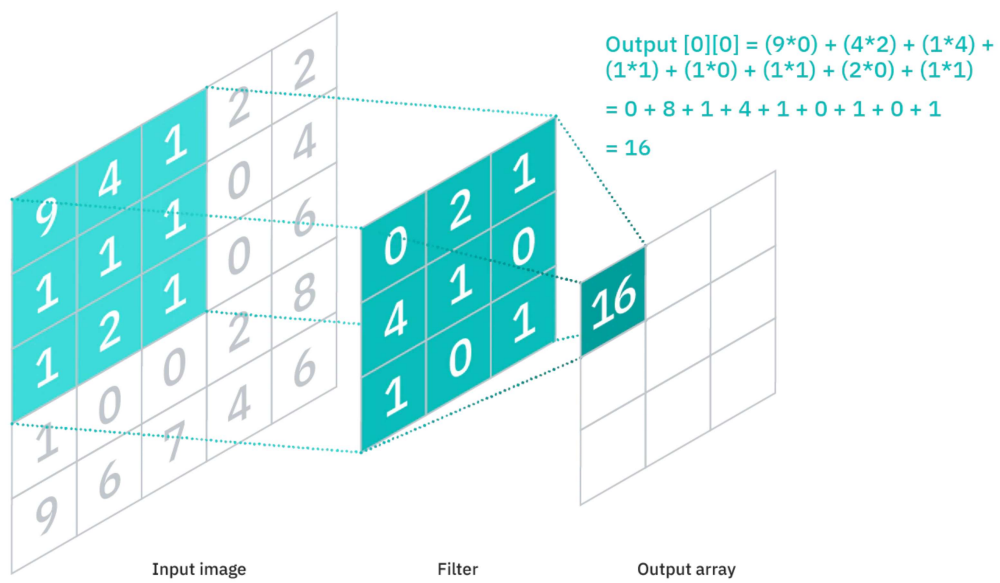 Output [0][0] = (9*0) + (4*2) + (1*4) +
(1*1) + (1*0) + (1*1) + (2*0) + (1*1)
= 0 + 8 + 1 + 4 + 1 + 0 + 1 + 0 + 1
= 16
9 4 1 2 2
1 1 1 0 4
1 2 1 0 6
1 0 0 2 8
9 6 7 4 6
0 2 1
4 1 0
1 0 1
16
Input image
Filter
Output array